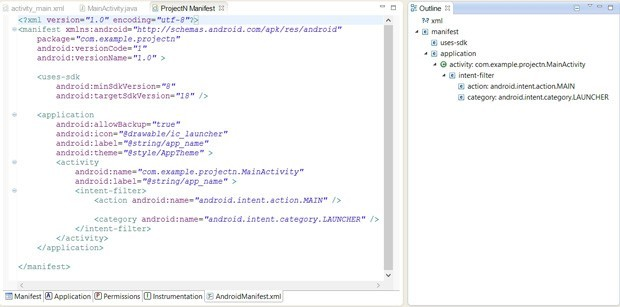 activity_main.xml MainActivity.java ProjectN Manifest
<?xml version="1.0" encoding="utf-8"?>
<manifest xmlns:android="http://schemas.android.com/apk/res/android"
package="com.example.projectn"
android:versionCode="1"
android:versionName="1.0" >
<uses-sdk
android:minSdkVersion="8"
android:targetSdkVersion="18" />
<application
android:allowBackup="true"
android:icon="@drawable/ic_launcher"
android:label="@string/app_name"
android:theme="@style/AppTheme" >
<activity
android:name="com.example.projectn.MainActivity"
android:label="@string/app_name" >
<intent-filter>
<action android:name="android.intent.action.MAIN" />
<category android:name="android.intent.category.LAUNCHER" />
</intent-filter>
</activity>
</application>
</manifest>
Manifest A Application P Permissions I Instrumentation AndroidManifest.xml
Outline
?=? xml
manifest
uses-sdk
application
activity: com.example.projectn.MainActivity
intent-filter
action: android.intent.action.MAIN
category: android.intent.category.LAUNCHER